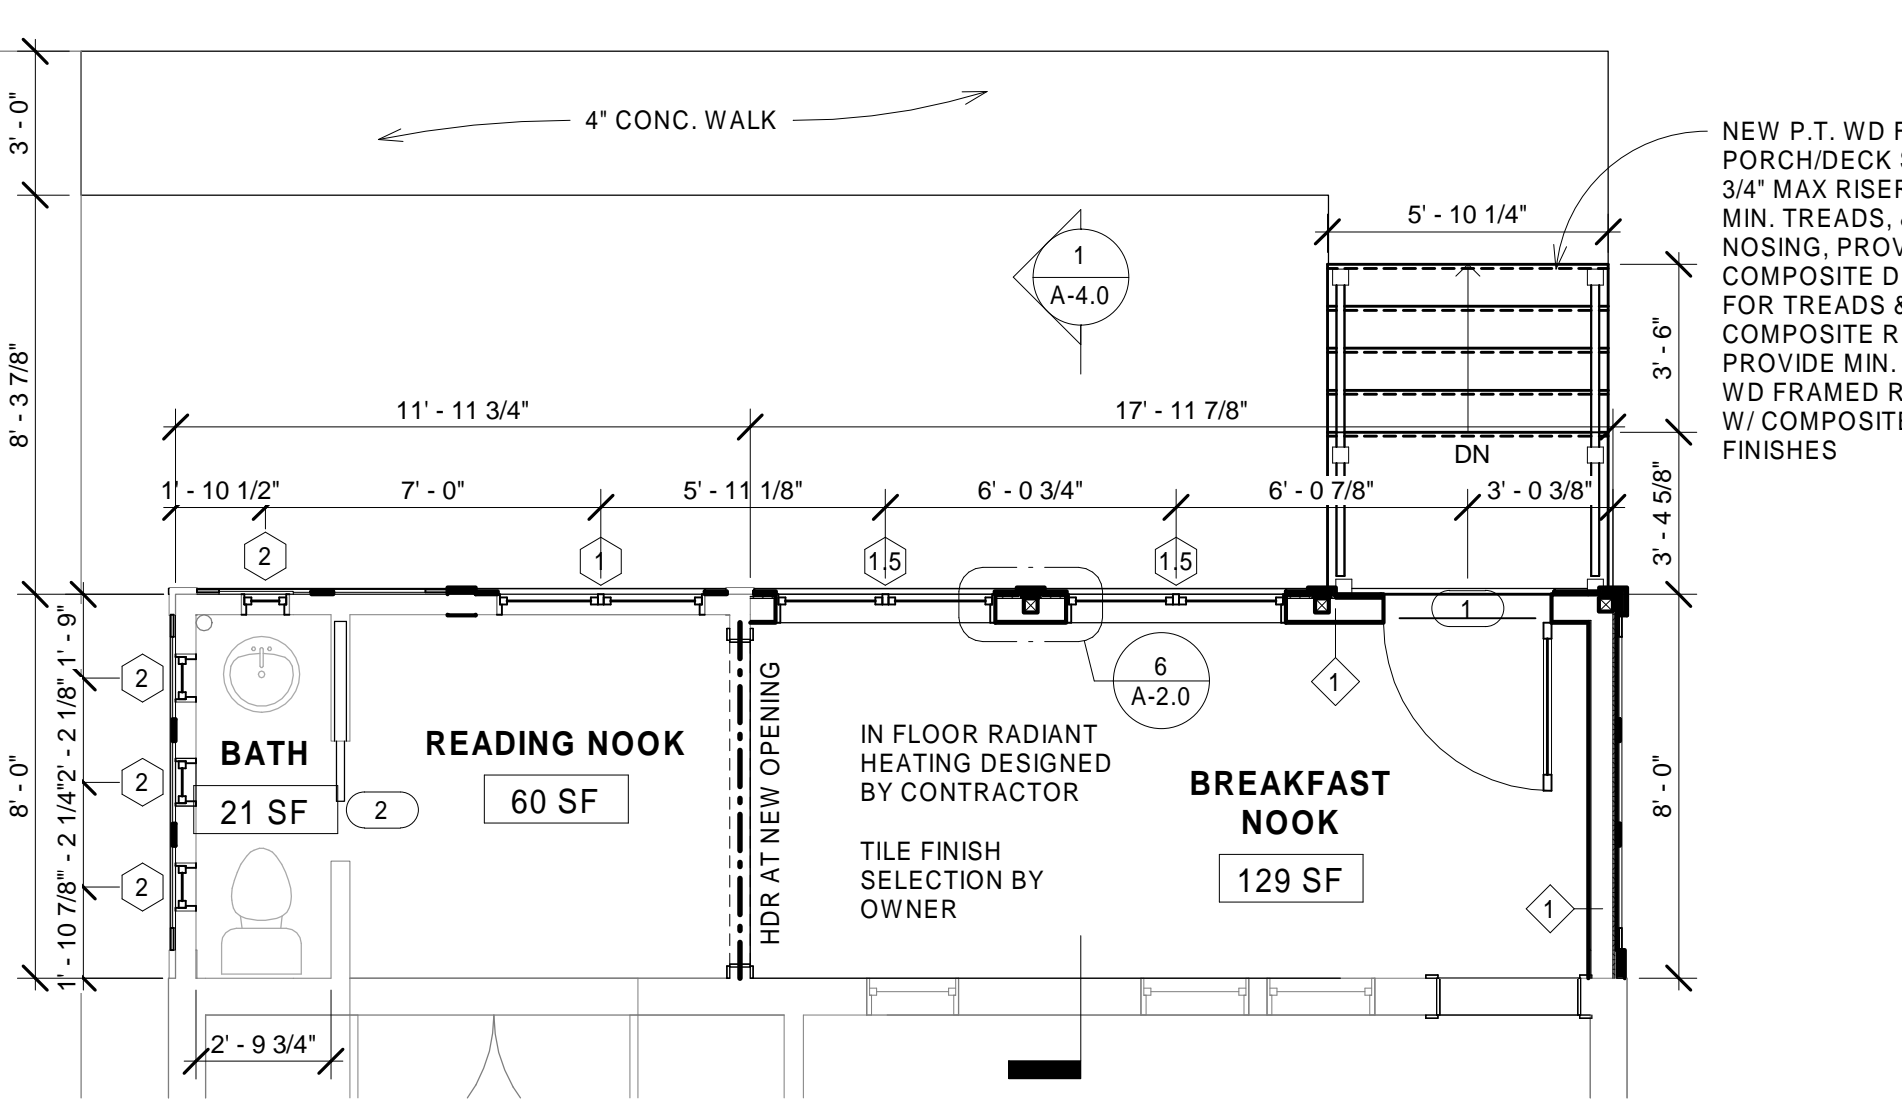 4" CONC. WALK
3' - 0"
8' - 3 7/8"
8' - 0"
1
A-4.0
5' - 10 1/4"
NEW P.T. WD
PORCH/DECK
3/4" MAX
MIN. TREADS,
NOSING,
COMPOSITE
FOR TREADS &
COMPOSITE
PROVIDE MIN.
WD FRAMED
W/
FINISHES
3' - 6"
3' - 4 5/8"
8' - 0"
11' - 11 3/4"
17' - 11 7/8"
DN
1' - 10 1/2"
7' - 0"
5' - 11 1/8"
6' - 0 3/4"
6' - 0 7/8"
3' - 0 3/8"
2
1
1.5
1.5
1
1' - 9"
2' - 2 1/8"
2' - 2 1/4"
1' - 10 7/8"
2
2
2
BATH
21 SF
2
READING NOOK
60 SF
HDR AT NEW OPENING
6
A-2.0
1
IN FLOOR RADIANT
HEATING DESIGNED
BY CONTRACTOR
TILE FINISH
SELECTION BY
OWNER
BREAKFAST
NOOK
129 SF
1
2' - 9 3/4"